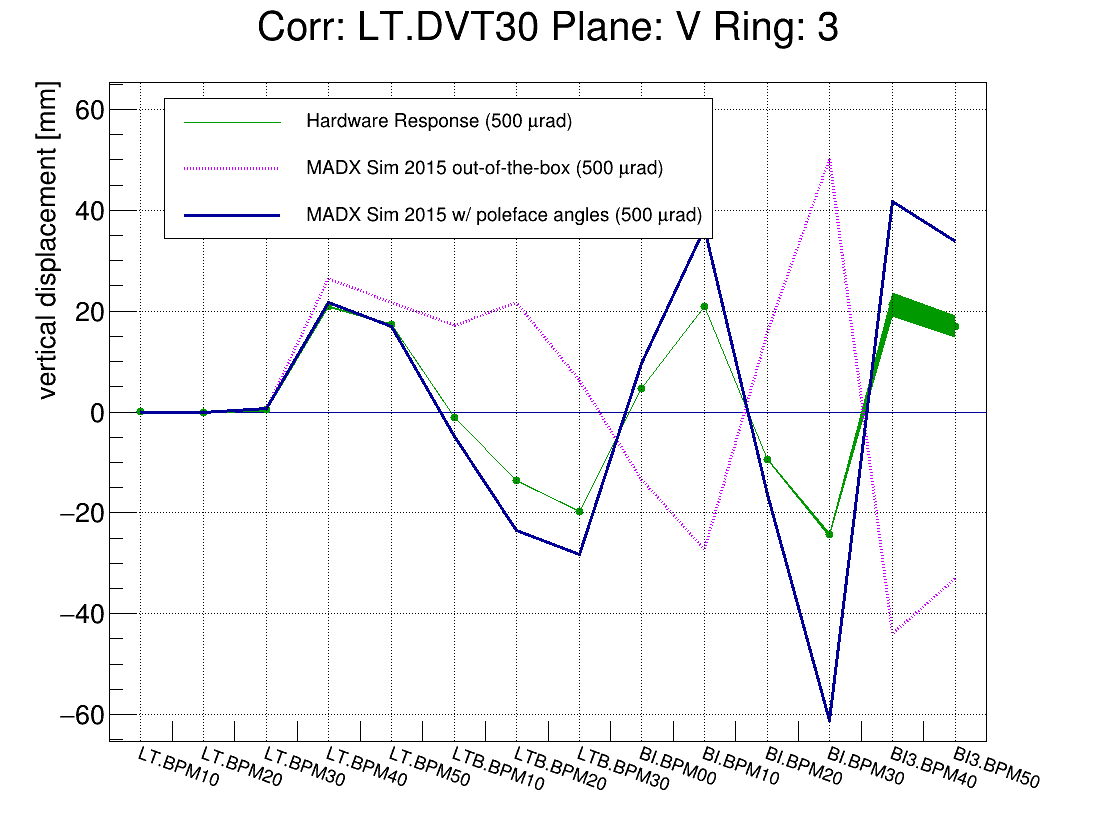 Corr: LT.DVT30 Plane: V Ring: 3
vertical displacement [mm]
60
40
20
0
−20
−40
−60
Hardware Response (500 μrad)
MADX Sim 2015 out-of-the-box (500 μrad)
MADX Sim 2015 w/ poleface angles (500 μrad)
LT.BPM10
LT.BPM20
LT.BPM30
LT.BPM40
LT.BPM50
LTB.BPM10
LTB.BPM20
LTB.BPM30
BI.BPM00
BI.BPM10
BI.BPM20
BI.BPM30
BI3.BPM40
BI3.BPM50